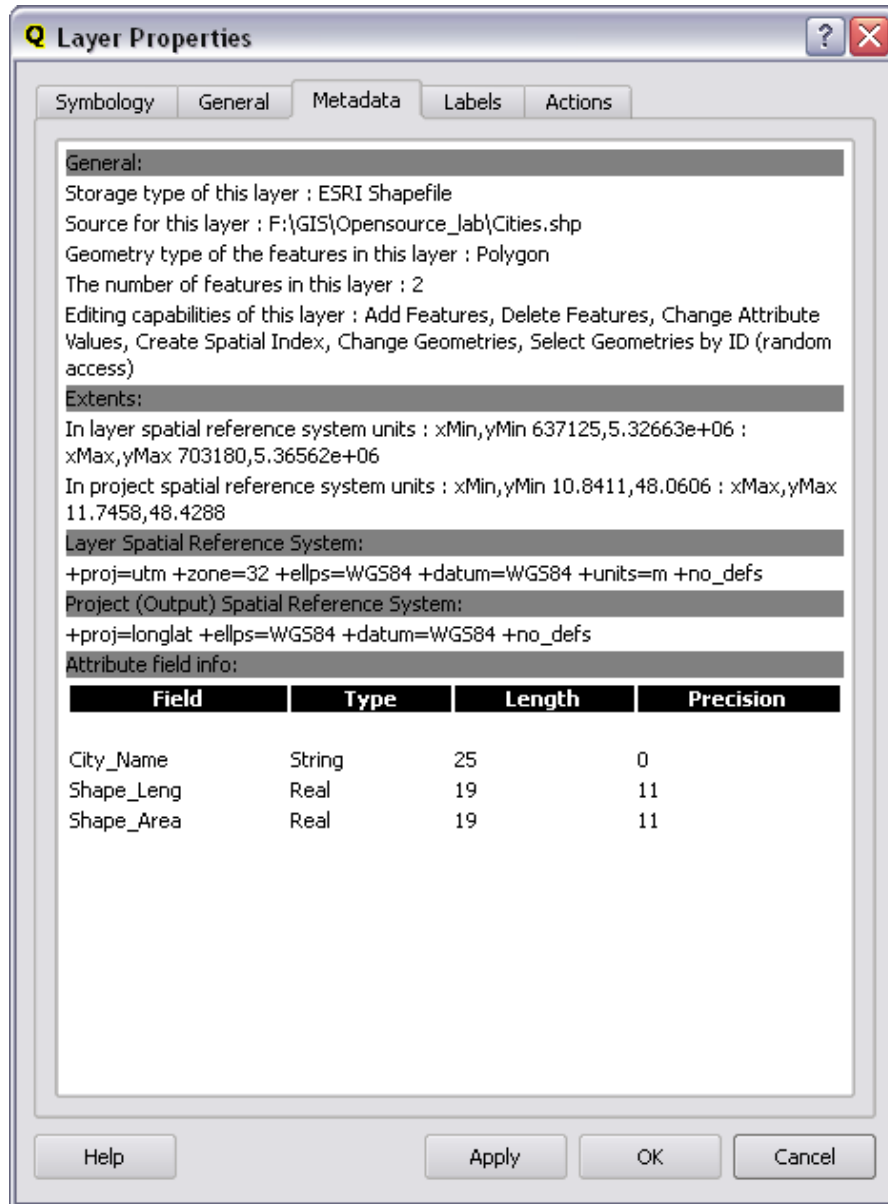 Q Layer Properties
Symbology General Metadata Labels Actions
General:
Storage type of this layer : ESRI Shapefile
Source for this layer : F:\GIS\Opensource_lab\Cities.shp
Geometry type of the features in this layer : Polygon
The number of features in this layer : 2
Editing capabilities of this layer : Add Features, Delete Features, Change Attribute
Values, Create Spatial Index, Change Geometries, Select Geometries by ID (random
access)
Extents:
In layer spatial reference system units : xMin,yMin 637125,5.32663e+06 :
xMax,yMax 703180,5.36562e+06
In project spatial reference system units : xMin,yMin 10.8411,48.0606 : xMax,yMax
11.7458,48.4288
Layer Spatial Reference System:
+proj=utm +zone=32 +ellps=WGS84 +datum=WGS84 +units=m +no_defs
Project (Output) Spatial Reference System:
+proj=longlat +ellps=WGS84 +datum=WGS84 +no_defs
Attribute field info:
Field Type Length Precision
City_Name String 25 0
Shape_Leng Real 19 11
Shape_Area Real 19 11
Help Apply OK Cancel